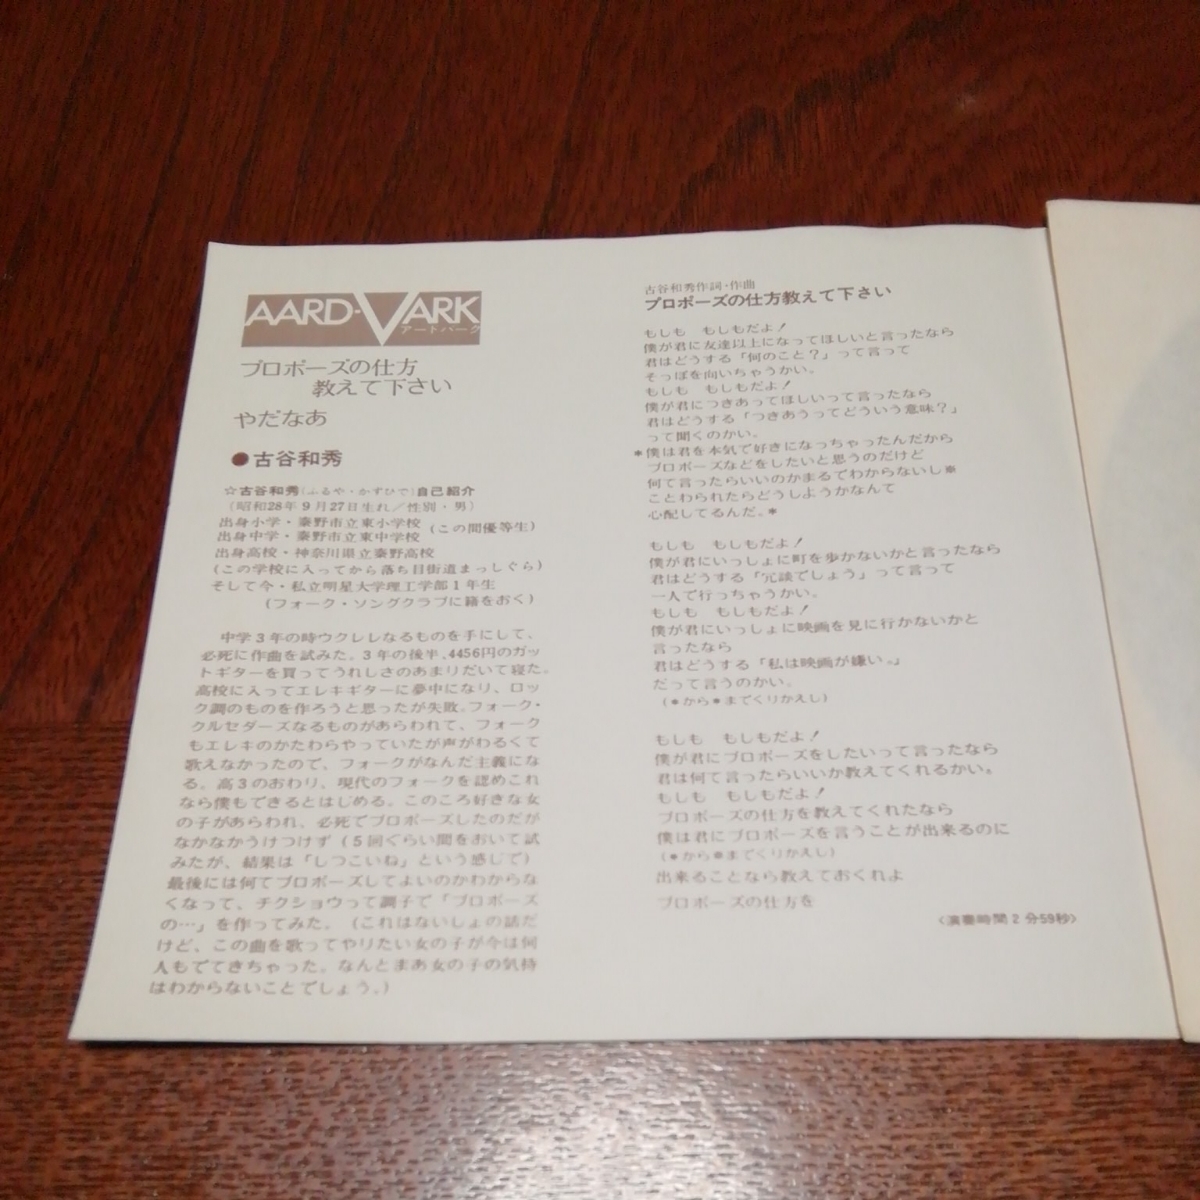 AARD-VARK
アートバーク
プロポーズの仕方
教えて下さい
やだなあ
●古谷和秀
☆古谷和秀(ふるや・かずひで)自己紹介
(昭和28年9月27日生れ/性別・男)
出身小学・秦野市立東小学校
出身中学・秦野市立東中学校 (この間優等生)
出身高校・神奈川県立秦野高校
(この学校に入ってから落ち目街道まっしぐら)
そして今・私立明星大学理工学部1年生
(フォーク・ソングクラブに籍をおく)
中学3年の時ウクレレなるものを手にして、
必死に作曲を試みた。3年の後半、4456円のガッ
トギターを買ってうれしさのあまりだいて寝た。
高校に入ってエレキギターに夢中になり、ロッ
ク調のものを作ろうと思ったが失敗。フォーク・
クルセダーズなるものがあらわれて、フォーク
もエレキのかたわらやっていたが声がわるくて
歌えなかったので、フォークがなんだ主義にな
る。高3のおわり、現代のフォークを認めこれ
なら僕もできるとはじめる。このころ好きな女
の子があらわれ、必死でプロポーズしたのだが
なかなかうけつけず(5回ぐらい間をおいて試
みたが、結果は「しつこいね」という感じで)
最後には何てプロポーズしてよいのかわからな
くなって、チクショウって調子で「プロポーズ
の…」を作ってみた。(これはないしょの話だ
けど、この曲を歌ってやりたい女の子が今は何
人もでてきちゃった。なんとまあ女の子の気持
はわからないことでしょう。)
古谷和秀作詞・作曲
プロポーズの仕方教えて下さい
もしも もしもだよ!
僕が君に友達以上になってほしいと言ったなら
君はどうする「何のこと?」って言って
そっぽを向いちゃうかい。
もしも もしもだよ!
僕が君につきあってほしいって言ったなら
君はどうする「つきあうってどういう意味?」
って聞くのかい。
*僕は君を本気で好きになっちゃったんだから
プロポーズなどをしたいと思うのだけど
何て言ったらいいのかまるでわからないし※
ことわられたらどうしようかなんて
心配してるんだ。*
もしも もしもだよ!
僕が君にいっしょに町を歩かないかと言ったなら
君はどうする「冗談でしょう」って言って
一人で行っちゃうかい。
もしも もしもだよ!
僕が君にいっしょに映画を見に行かないかと
言ったなら
君はどうする「私は映画が嫌い。」
だって言うのかい。
(*から*までくりかえし)
もしも もしもだよ!
僕が君にプロポーズをしたいって言ったなら
君は何て言ったらいいか教えてくれるかい。
もしも もしもだよ!
プロポーズの仕方を教えてくれたなら
僕は君にプロポーズを言うことが出来るのに
(*から※までくりかえし)
出来ることなら教えておくれよ
プロポーズの仕方を
〈演奏時間2分59秒〉